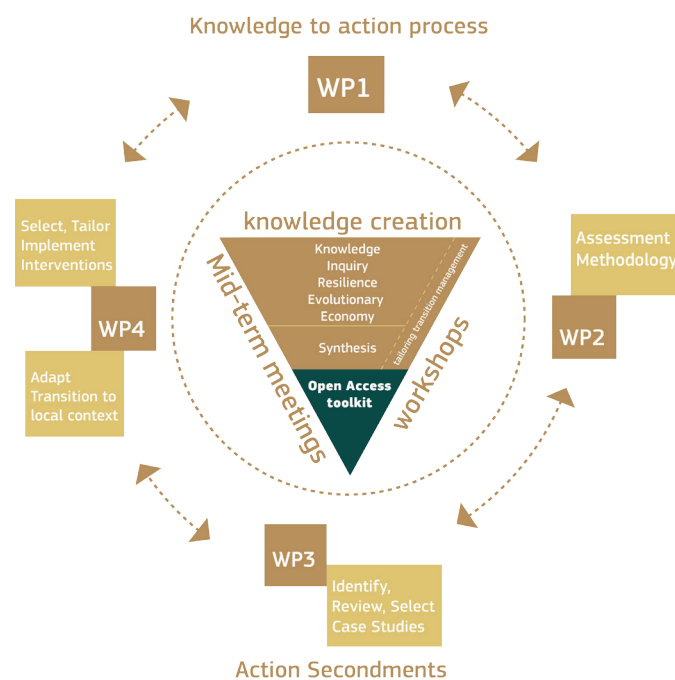 Knowledge to action process
WP1
knowledge creation
Knowledge
Inquiry
Resilience
Evolutionary
Economy
Synthesis
tailoring transition management
Open Access
toolkit
Mid-term meetings
workshops
Assessment
Methodology
WP2
Select, Tailor
Implement
Interventions
WP4
Adapt
Transition to
local context
WP3
Identify,
Review, Select
Case Studies
Action Secondments